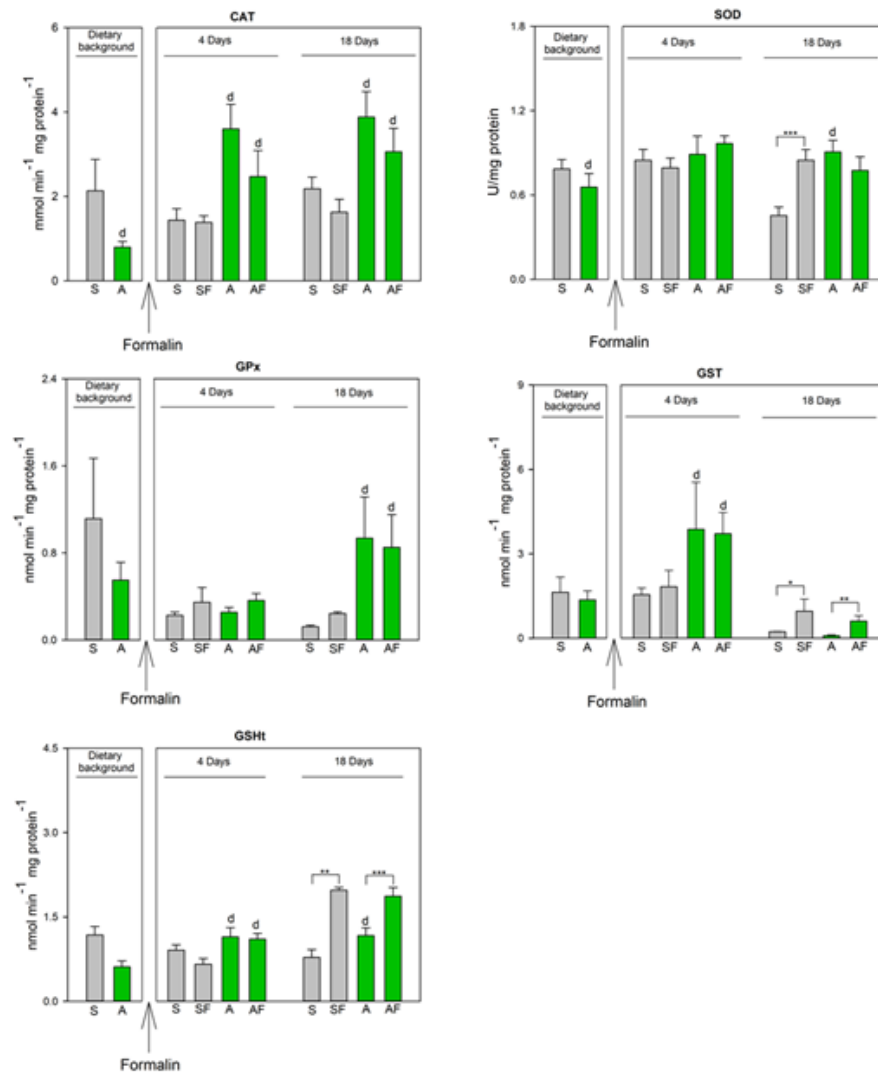 CAT
6
4
2
0
mmol min⁻¹ mg protein⁻¹
Dietary
background
4 Days
18 Days
d
d
d
d
d
S A S SF A AF S SF A AF
Formalin
SOD
1.8
1.2
0.6
0.0
U/mg protein
Dietary
background
4 Days
18 Days
d
***
d
S A S SF A AF S SF A AF
Formalin
GPx
2.4
1.6
0.8
0.0
nmol min⁻¹ mg protein⁻¹
Dietary
background
4 Days
18 Days
d
d
S A S SF A AF S SF A AF
Formalin
GST
9
6
3
0
nmol min⁻¹ mg protein⁻¹
Dietary
background
4 Days
18 Days
d
d
*
**
S A S SF A AF S SF A AF
Formalin
GSHt
4.5
3.0
1.5
0.0
nmol min⁻¹ mg protein⁻¹
Dietary
background
4 Days
18 Days
d
d
**
***
d
S A S SF A AF S SF A AF
Formalin